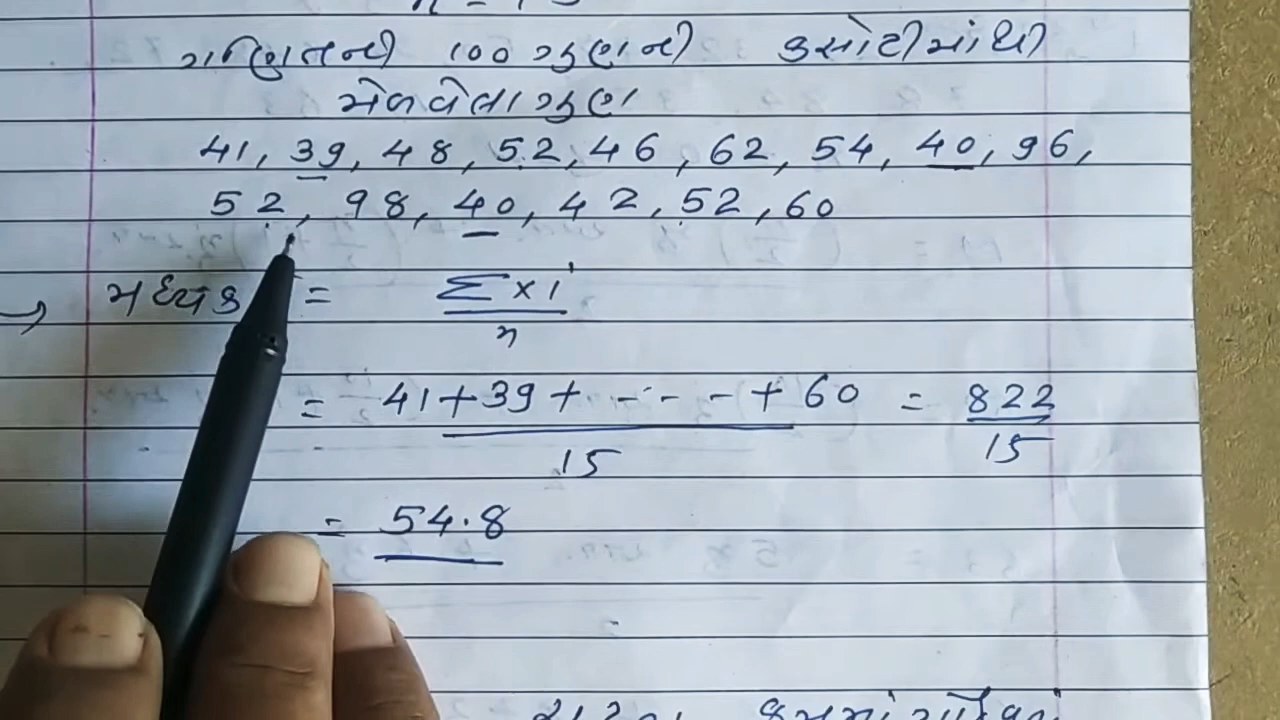 ગણિતની 100 ગુણની કસોટીમાંથી
મેળવેલા ગુણ
41, 39, 48, 52, 46, 62, 54, 40, 96,
52, 98, 40, 42, 52, 60
→ મધ્યક = Σxi / n
= 41+39+ - - - - + 60 / 15 = 822 / 15
= 54.8